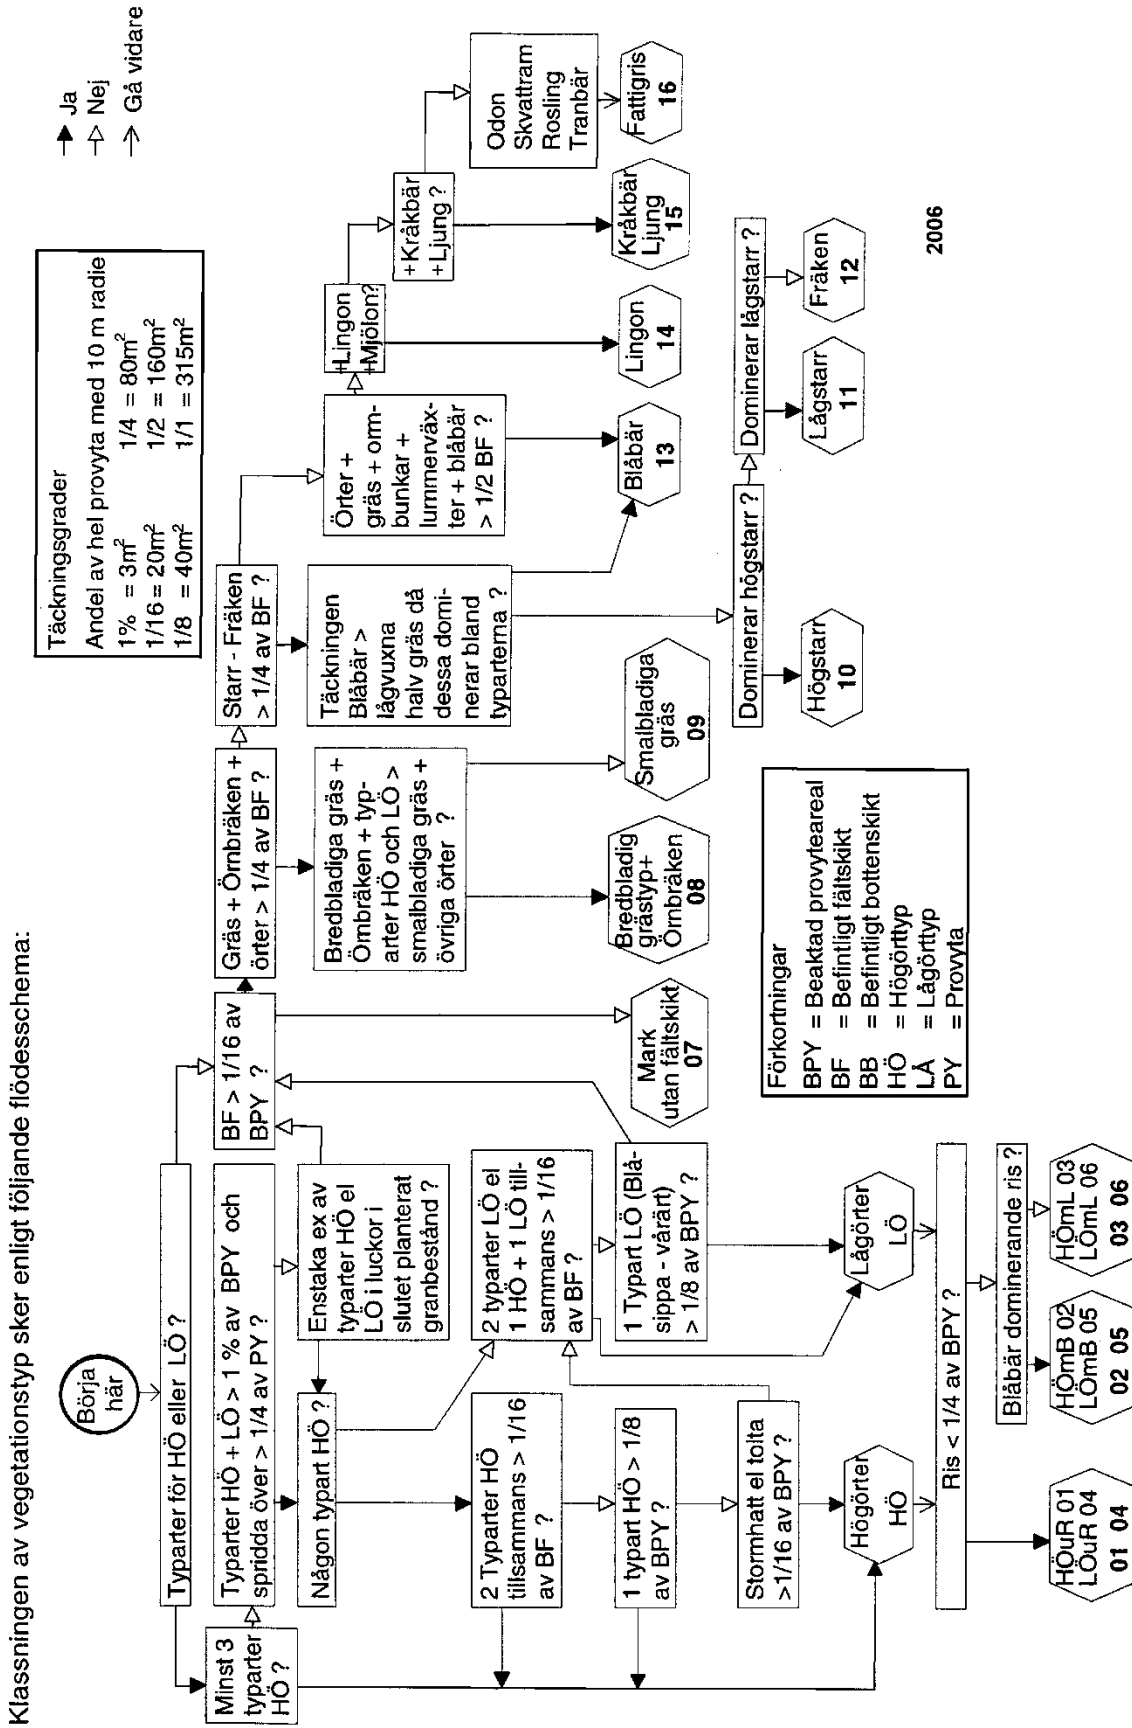 Klassningen av vegetationstyp sker enligt följande flödesschema:
Börja
här
Ja
Nej
Gå vidare
Täckningsgrader
Andel av hel provyta med 10 m radie
1% = 3m² 1/4 = 80m²
1/16 = 20m² 1/2 = 160m²
1/8 = 40m² 1/1 = 315m²
Typarter för HÖ eller LÖ ?
Minst 3
typarter
HÖ ?
Typarter HÖ + LÖ > 1 % av BPY och
spridda över > 1/4 av PY ?
BF > 1/16 av
BPY ?
Gräs + Örnbräken +
örter > 1/4 av BF ?
Starr - Fräken
> 1/4 av BF ?
Någon typart HÖ ?
Enstaka ex av
typarter HÖ el
LÖ i luckor i
slutet planterat
granbestånd ?
Bredbladiga gräs +
Örnbräken + typ-
arter HÖ och LÖ >
smalbladiga gräs +
övriga örter ?
Täckningen
Blåbär >
lågvuxna
halv gräs då
dessa domi-
nerar bland
typarterna ?
Örter +
gräs + orm-
bunkar +
lummerväx-
ter + blåbär
> 1/2 BF ?
+Lingon
+Mjölon?
+Kråkbär
+Ljung ?
Odon
Skvattram
Rosling
Tranbär
2 Typarter HÖ
tillsammans > 1/16
av BF ?
2 typarter LÖ el
1 HÖ + 1 LÖ till-
sammans > 1/16
av BF ?
1 typart HÖ > 1/8
av BPY ?
1 Typart LÖ (Blå-
sippa - vårärt)
> 1/8 av BPY ?
Mark
utan fältskikt
07
Bredbladig
grästyp+
Örnbräken
08
Smalbladiga
gräs
09
Blåbär
13
Lingon
14
Kråkbär
Ljung
15
Fattigris
16
Stormhatt el tolta
>1/16 av BPY ?
Dominerar högstarr ?
Dominerar lågstarr ?
Högörter
HÖ
Lågörter
LÖ
Högstarr
10
Lågstarr
11
Fräken
12
Förkortningar
BPY = Beaktad provyteareal
BF = Befintligt fältskikt
BB = Befintligt bottenskikt
HÖ = Högörttyp
LÅ = Lågörttyp
PY = Provyta
Ris < 1/4 av BPY ?
Blåbär dominerande ris ?
HÖuR 01
LÖuR 04
01 04
HÖmB 02
LÖmB 05
02 05
HÖmL 03
LÖmL 06
03 06
2006